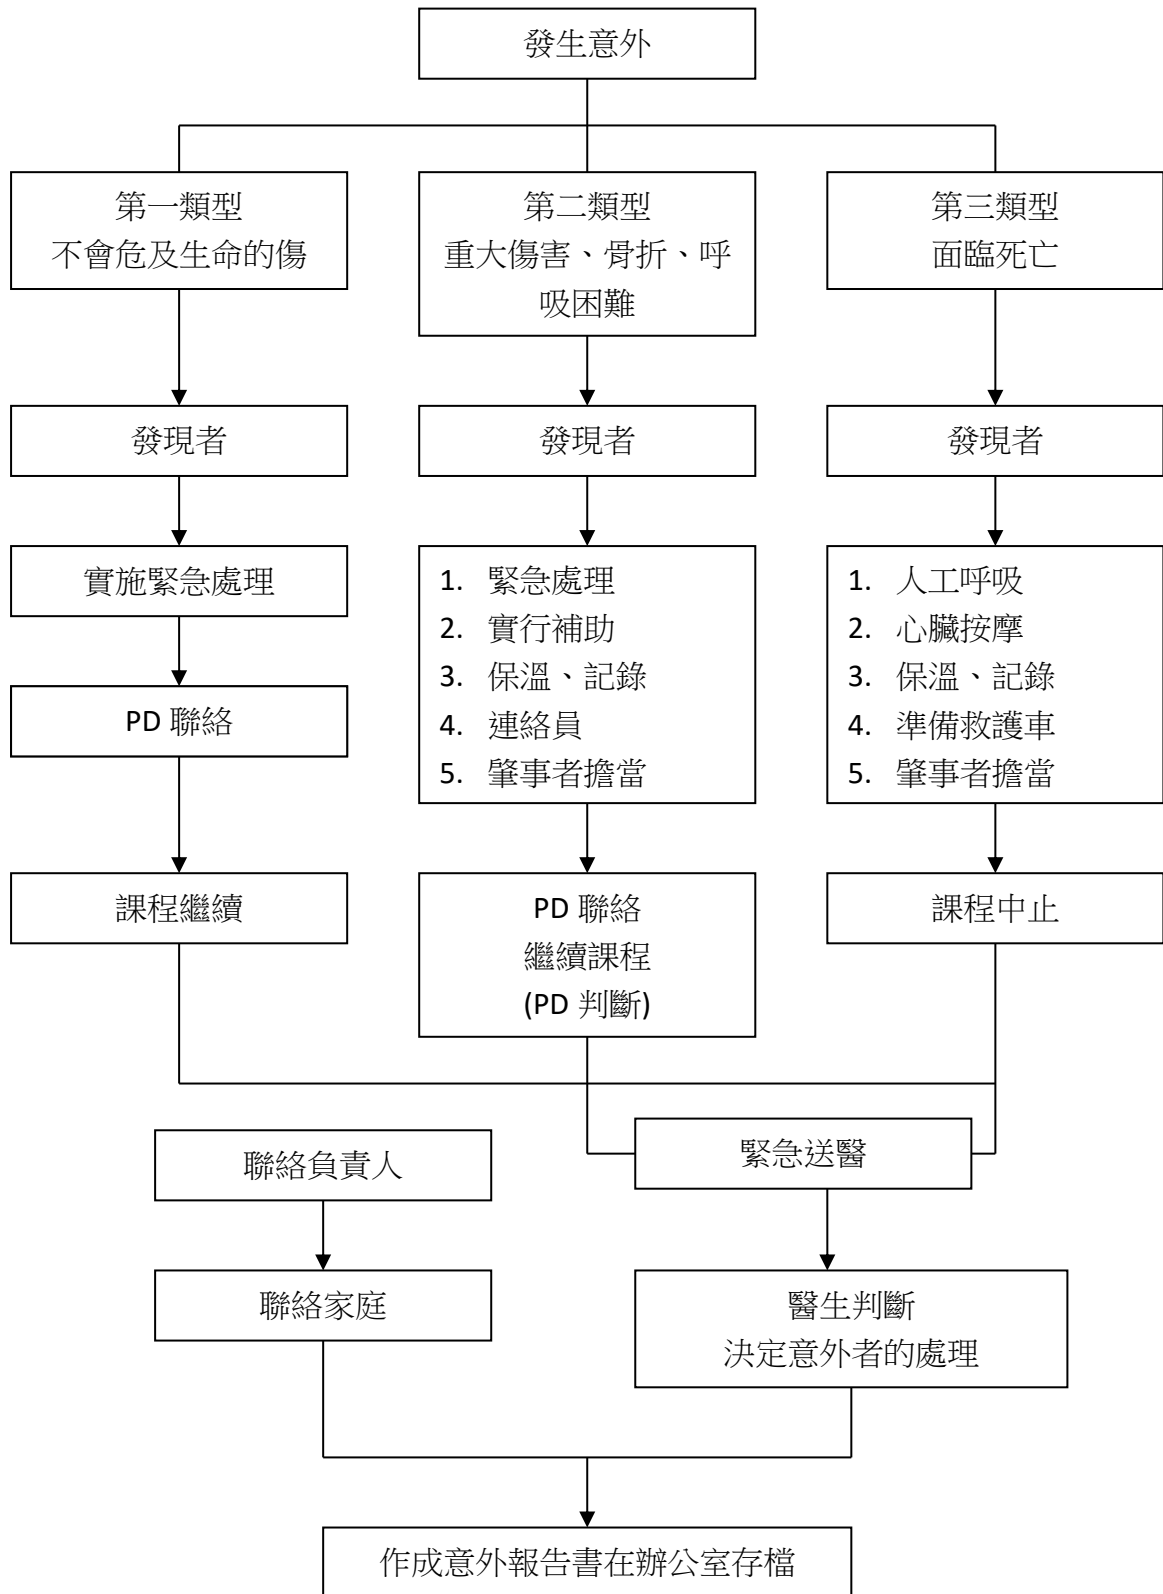 發生意外
第一類型
不會危及生命的傷
第二類型
重大傷害、骨折、呼
吸困難
第三類型
面臨死亡
發現者
發現者
發現者
實施緊急處理
PD 聯絡
1. 緊急處理
2. 實行補助
3. 保溫、記錄
4. 連絡員
5. 肇事者擔當
1. 人工呼吸
2. 心臟按摩
3. 保溫、記錄
4. 準備救護車
5. 肇事者擔當
課程繼續
PD 聯絡
繼續課程
(PD 判斷)
課程中止
聯絡負責人
緊急送醫
聯絡家庭
醫生判斷
決定意外者的處理
作成意外報告書在辦公室存檔